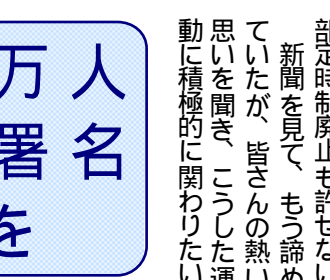 部定時制廃止も許せない
新聞を見て、もう諦め
ていたが、皆さんの熱い
思いを聞き、こうした運
動に積極的に関わりたい
人名
万署を